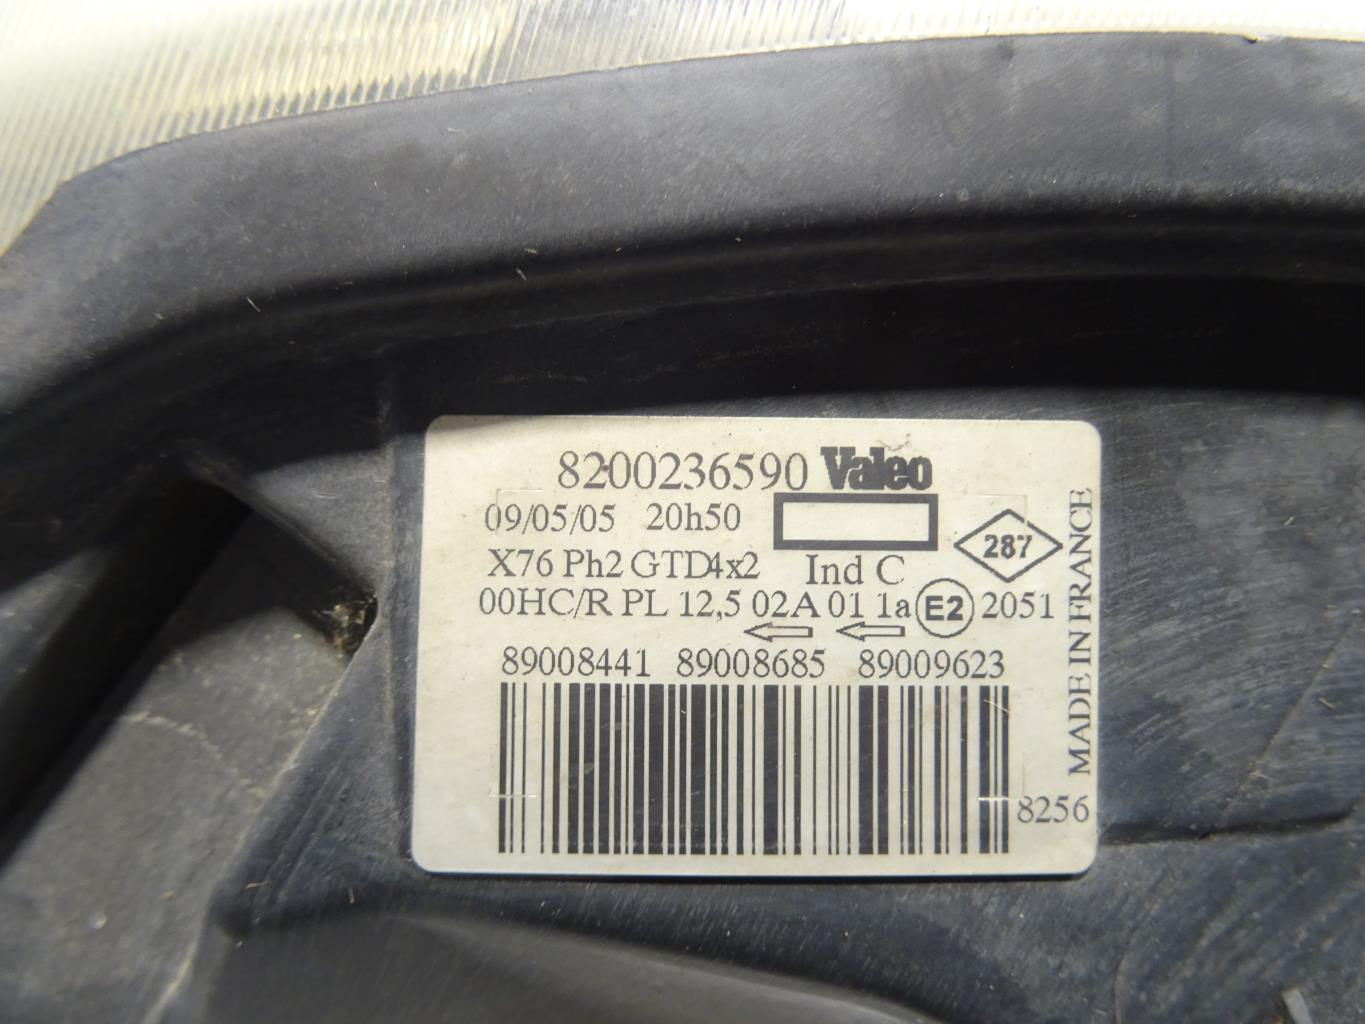 8200236590 Valeo
09/05/05 20h50
X76 Ph2 GTD4x2 Ind C
287
00HC/R PL 12,5 02A 01 1a E2 2051
89008441 89008685 89009623
8256
MADE IN FRANCE